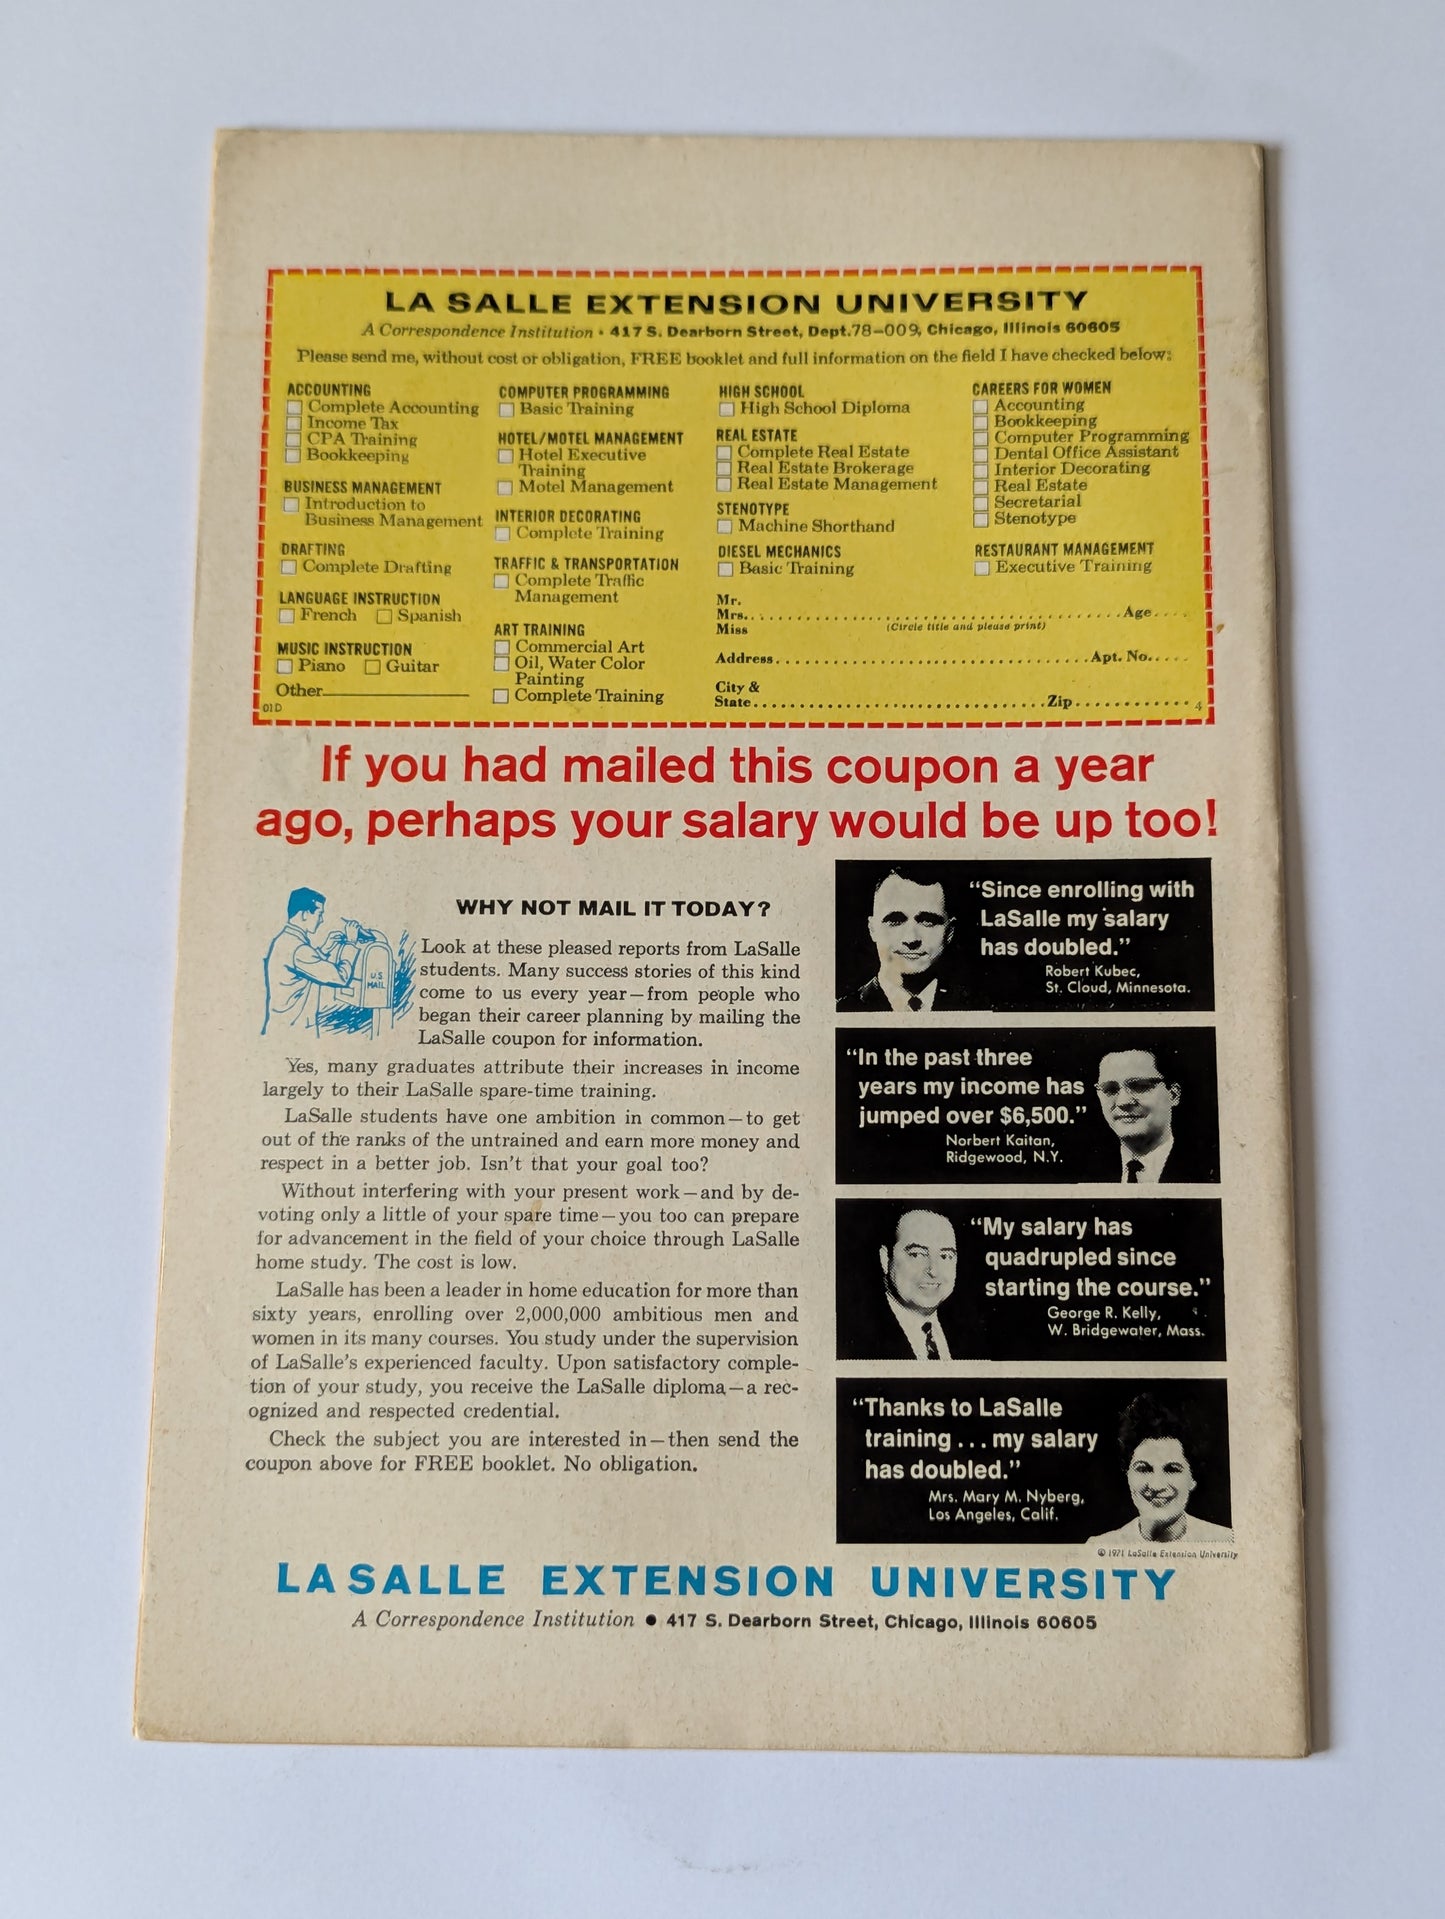 LA SALLE EXTENSION UNIVERSITY
A Correspondence Institution • 417 S. Dearborn Street, Dept.78-009, Chicago, Illinois 60605
Please send me, without cost or obligation, FREE booklet and full information on the field I have checked below:
ACCOUNTING
Complete Accounting
Income Tax
CPA Training
Bookkeeping
BUSINESS MANAGEMENT
Introduction to
Business Management
DRAFTING
Complete Drafting
LANGUAGE INSTRUCTION
French Spanish
MUSIC INSTRUCTION
Piano Guitar
Other
01D
COMPUTER PROGRAMMING
Basic Training
HOTEL/MOTEL MANAGEMENT
Hotel Executive
Training
Motel Management
INTERIOR DECORATING
Complete Training
TRAFFIC & TRANSPORTATION
Complete Traffic
Management
ART TRAINING
Commercial Art
Oil, Water Color
Painting
Complete Training
HIGH SCHOOL
High School Diploma
REAL ESTATE
Complete Real Estate
Real Estate Brokerage
Real Estate Management
STENOTYPE
Machine Shorthand
DIESEL MECHANICS
Basic Training
CAREERS FOR WOMEN
Accounting
Bookkeeping
Computer Programming
Dental Office Assistant
Interior Decorating
Real Estate
Secretarial
Stenotype
RESTAURANT MANAGEMENT
Executive Training
Mr.
Mrs. Age
Miss (Circle title and please print)
Address Apt. No.
City &
State Zip 4
If you had mailed this coupon a year
ago, perhaps your salary would be up too!
U.S.
MAIL
WHY NOT MAIL IT TODAY?
Look at these pleased reports from LaSalle
students. Many success stories of this kind
come to us every year—from people who
began their career planning by mailing the
LaSalle coupon for information.
Yes, many graduates attribute their increases in income
largely to their LaSalle spare-time training.
LaSalle students have one ambition in common—to get
out of the ranks of the untrained and earn more money and
respect in a better job. Isn't that your goal too?
Without interfering with your present work—and by de-
voting only a little of your spare time—you too can prepare
for advancement in the field of your choice through LaSalle
home study. The cost is low.
LaSalle has been a leader in home education for more than
sixty years, enrolling over 2,000,000 ambitious men and
women in its many courses. You study under the supervision
of LaSalle's experienced faculty. Upon satisfactory comple-
tion of your study, you receive the LaSalle diploma—a rec-
ognized and respected credential.
Check the subject you are interested in—then send the
coupon above for FREE booklet. No obligation.
"Since enrolling with
LaSalle my salary
has doubled."
Robert Kubec,
St. Cloud, Minnesota.
"In the past three
years my income has
jumped over $6,500."
Norbert Kaitan,
Ridgewood, N.Y.
"My salary has
quadrupled since
starting the course."
George R. Kelly,
W. Bridgewater, Mass.
"Thanks to LaSalle
training...my salary
has doubled."
Mrs. Mary M. Nyberg,
Los Angeles, Calif.
© 1971 LaSalle Extension University
LASALLE EXTENSION UNIVERSITY
A Correspondence Institution • 417 S. Dearborn Street, Chicago, Illinois 60605